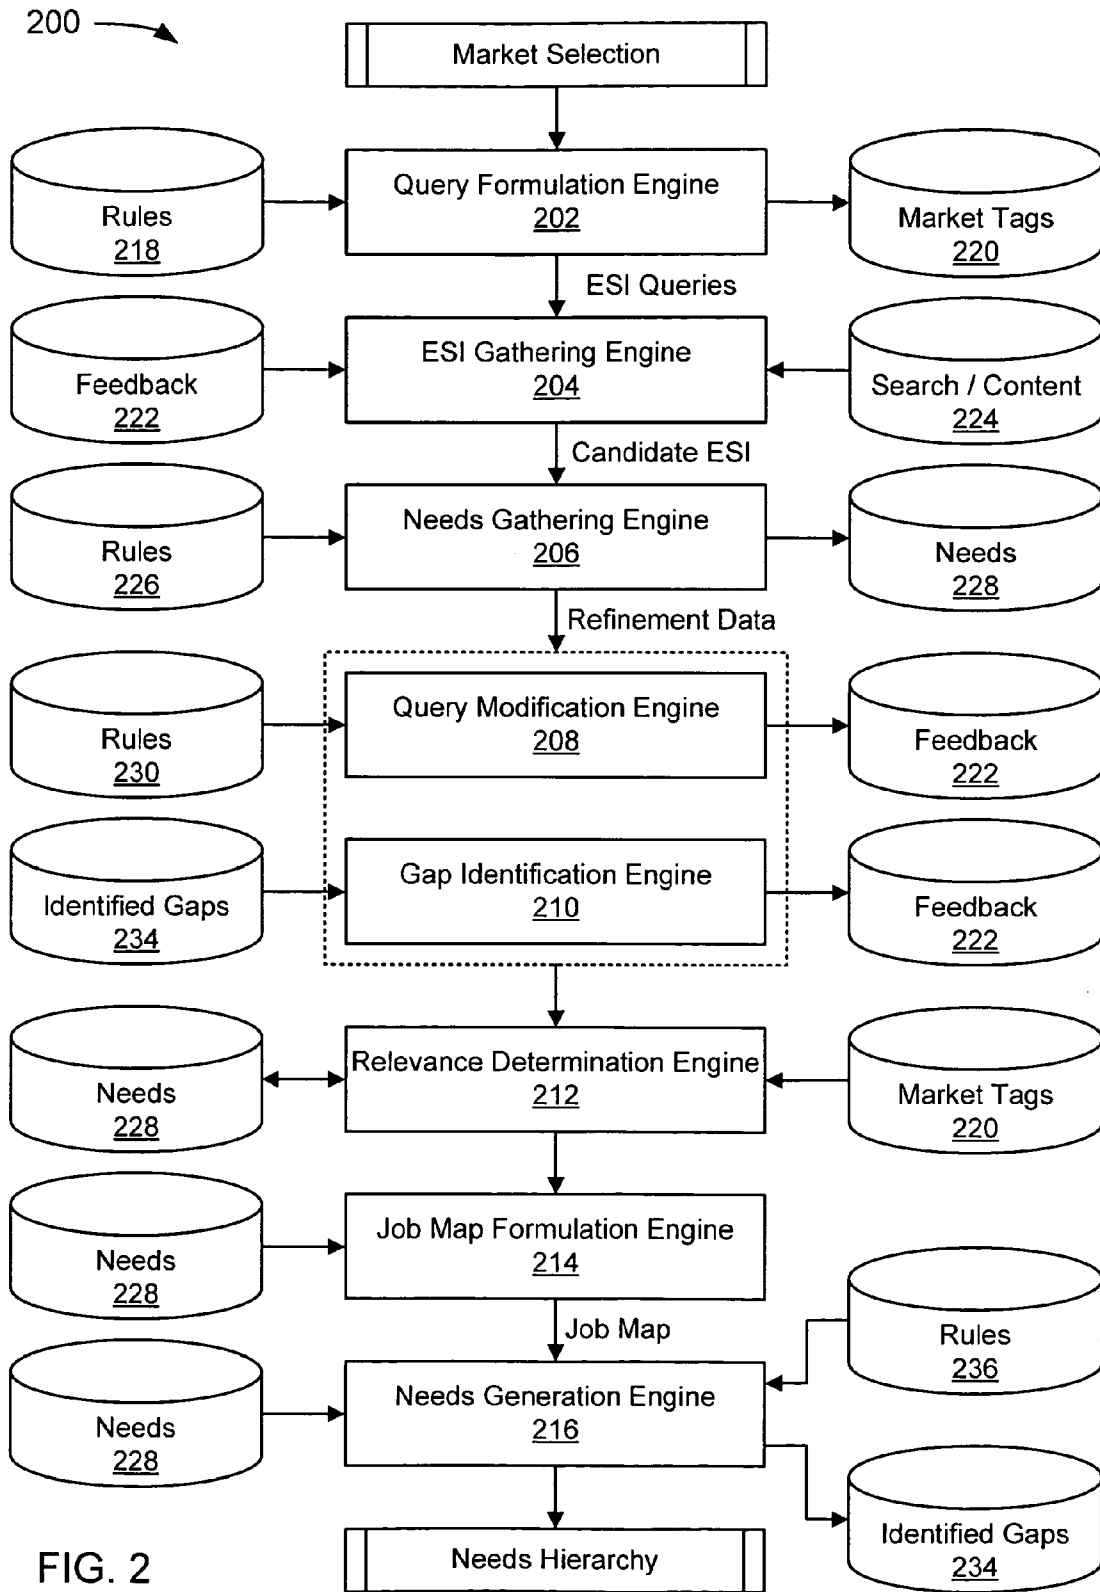 200
Market Selection
Query Formulation Engine
202
Rules
218
Market Tags
220
ESI Queries
ESI Gathering Engine
204
Feedback
222
Search / Content
224
Candidate ESI
Needs Gathering Engine
206
Rules
226
Needs
228
Refinement Data
Query Modification Engine
208
Rules
230
Feedback
222
Gap Identification Engine
210
Identified Gaps
234
Feedback
222
Relevance Determination Engine
212
Needs
228
Market Tags
220
Job Map Formulation Engine
214
Needs
228
Job Map
Rules
236
Needs Generation Engine
216
Needs
228
Identified Gaps
234
Needs Hierarchy
FIG. 2